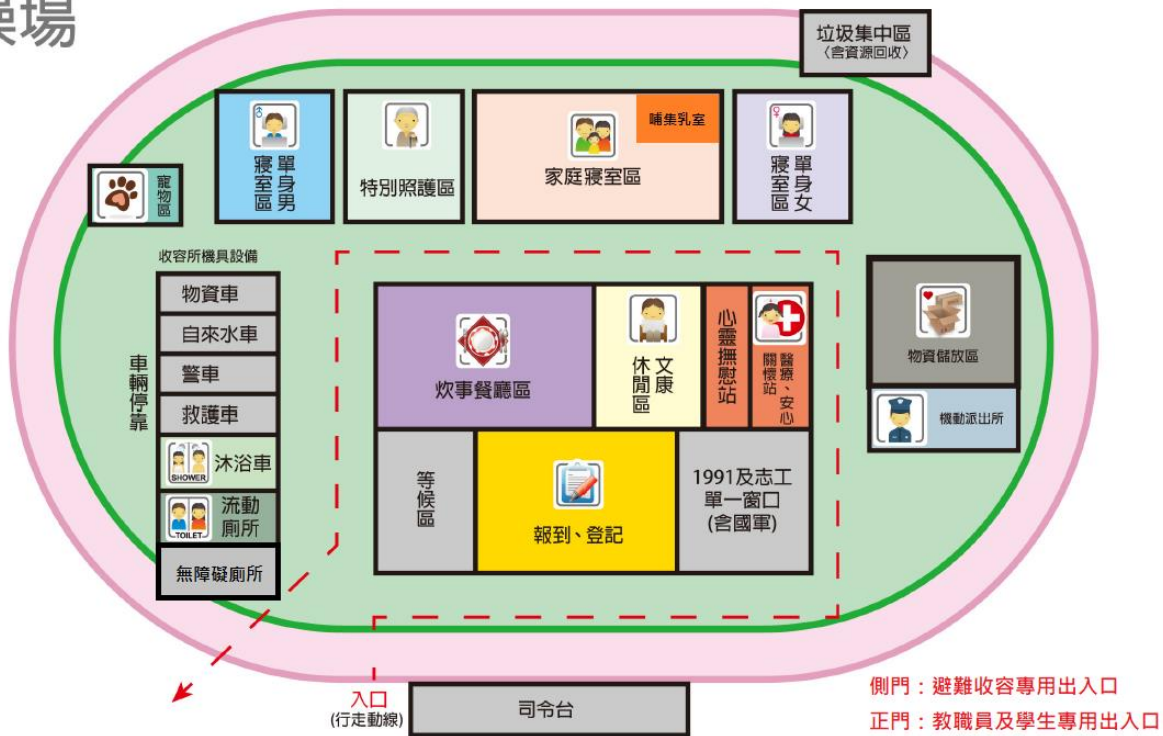 操場
垃圾集中區
〈含資源回收〉
單身男
寢室區
特別照護區
家庭寢室區
哺集乳室
單身女
寢室區
寵物區
收容所機具設備
物資車
自來水車
警車
救護車
SHOWER
沐浴車
TOILET
流動
廁所
無障礙廁所
車輛停靠
炊事餐廳區
文康
休閒區
心靈撫慰站
醫療、安心
關懷站
物資儲放區
機動派出所
等候區
報到、登記
1991及志工
單一窗口
(含國軍)
入口
(行走動線)
司令台
側門：避難收容專用出入口
正門：教職員及學生專用出入口